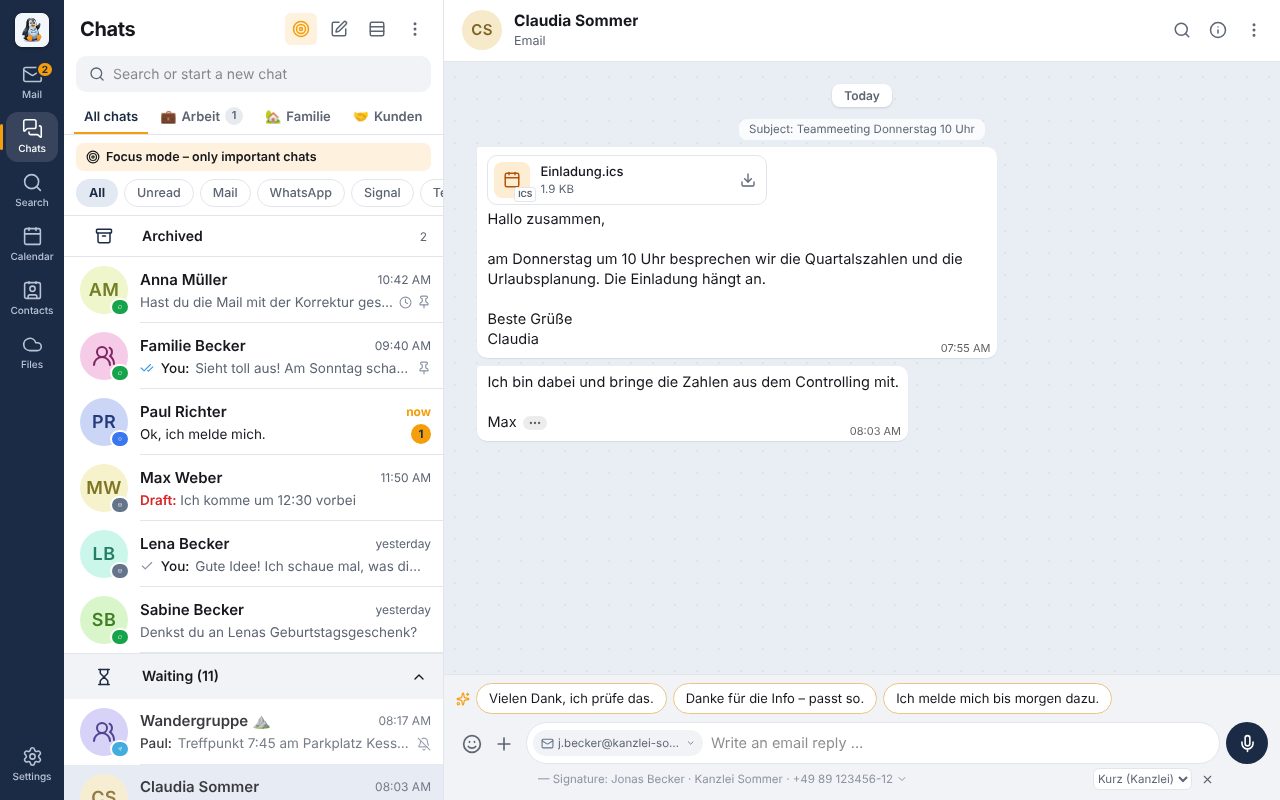 Mail
2
Chats
Search
Calendar
Contacts
Files
Settings
Chats
Search or start a new chat
All chats
💼 Arbeit 1
🏡 Familie
🤝 Kunden
Focus mode – only important chats
All
Unread
Mail
WhatsApp
Signal
Archived
2
Anna Müller
10:42 AM
Hast du die Mail mit der Korrektur ges…
Familie Becker
09:40 AM
You: Sieht toll aus! Am Sonntag scha…
PR
Paul Richter
now
Ok, ich melde mich.
1
AM
MW
Max Weber
11:50 AM
Draft: Ich komme um 12:30 vorbei
LB
Lena Becker
yesterday
You: Gute Idee! Ich schaue mal, was di…
SB
Sabine Becker
yesterday
Denkst du an Lenas Geburtstagsgeschenk?
Waiting (11)
Wandergruppe ⛰️
08:17 AM
Paul: Treffpunkt 7:45 am Parkplatz Kess…
CS
Claudia Sommer
08:03 AM
CS
Claudia Sommer
Email
Today
Subject: Teammeeting Donnerstag 10 Uhr
Einladung.ics
ICS
1.9 KB
Hallo zusammen,
am Donnerstag um 10 Uhr besprechen wir die Quartalszahlen und die
Urlaubsplanung. Die Einladung hängt an.
Beste Grüße
Claudia
07:55 AM
Ich bin dabei und bringe die Zahlen aus dem Controlling mit.
Max
08:03 AM
Vielen Dank, ich prüfe das.
Danke für die Info – passt so.
Ich melde mich bis morgen dazu.
j.becker@kanzlei-so…
Write an email reply …
— Signature: Jonas Becker · Kanzlei Sommer · +49 89 123456-12
Kurz (Kanzlei)